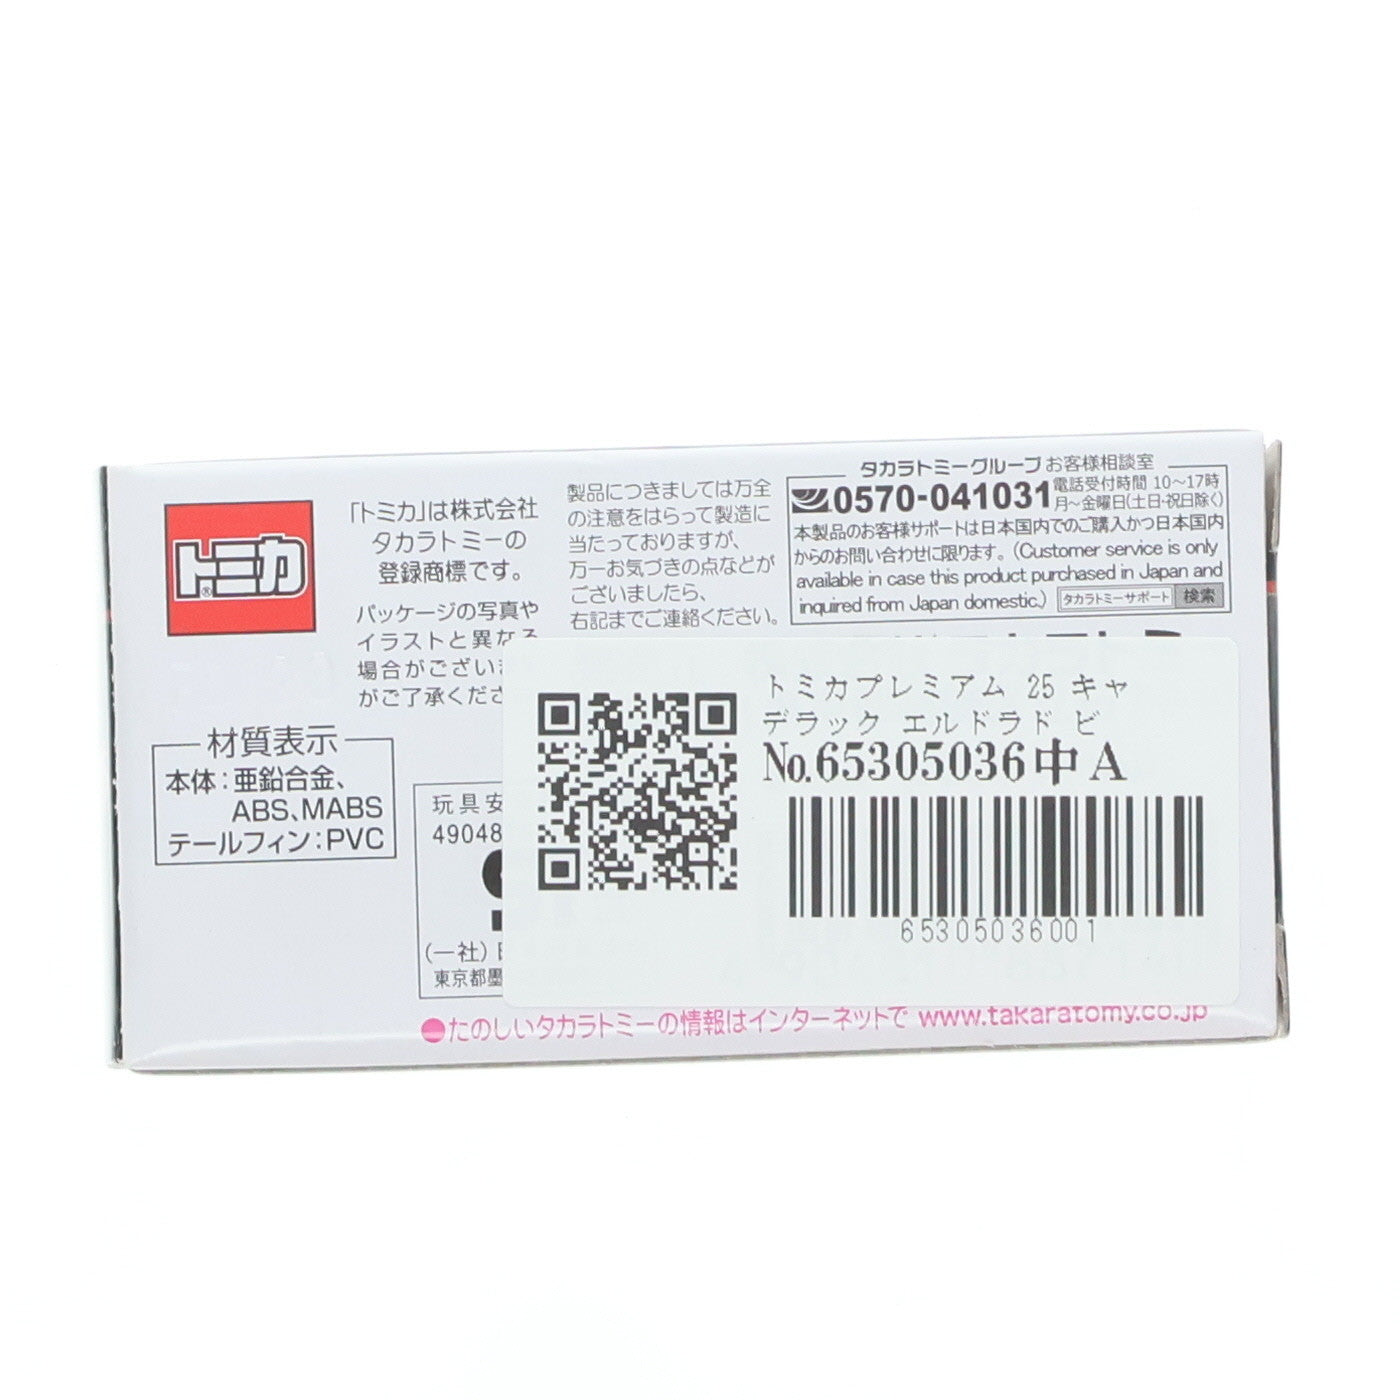 トミカ®
「トミカ」は株式会社
タカラトミーの
登録商標です。
パッケージの写真や
イラストと異なる
場合がござい
がご了承くださ
製品につきましては万全
の注意をはらって製造に
当たっておりますが、
万一お気づきの点などが
ございましたら、
右記までご連絡ください。
タカラトミーグループ お客様相談室
0570-041031
電話受付時間 10〜17時
月〜金曜日(土日・祝日除く)
本製品のお客様サポートは日本国内でのご購入かつ日本国内
からのお問い合わせに限ります。(Customer service is only
available in case this product purchased in Japan and
inquired from Japan domestic.)
タカラトミーサポート 検索
材質表示
本体:亜鉛合金、
ABS、MABS
テールフィン:PVC
玩具安
49048
(一社)
東京都墨
トミカプレミアム 25 キャ
デラック エルドラド ビ
No.65305036中A
65305036001
●たのしいタカラトミーの情報はインターネットで www.takaratomy.co.jp